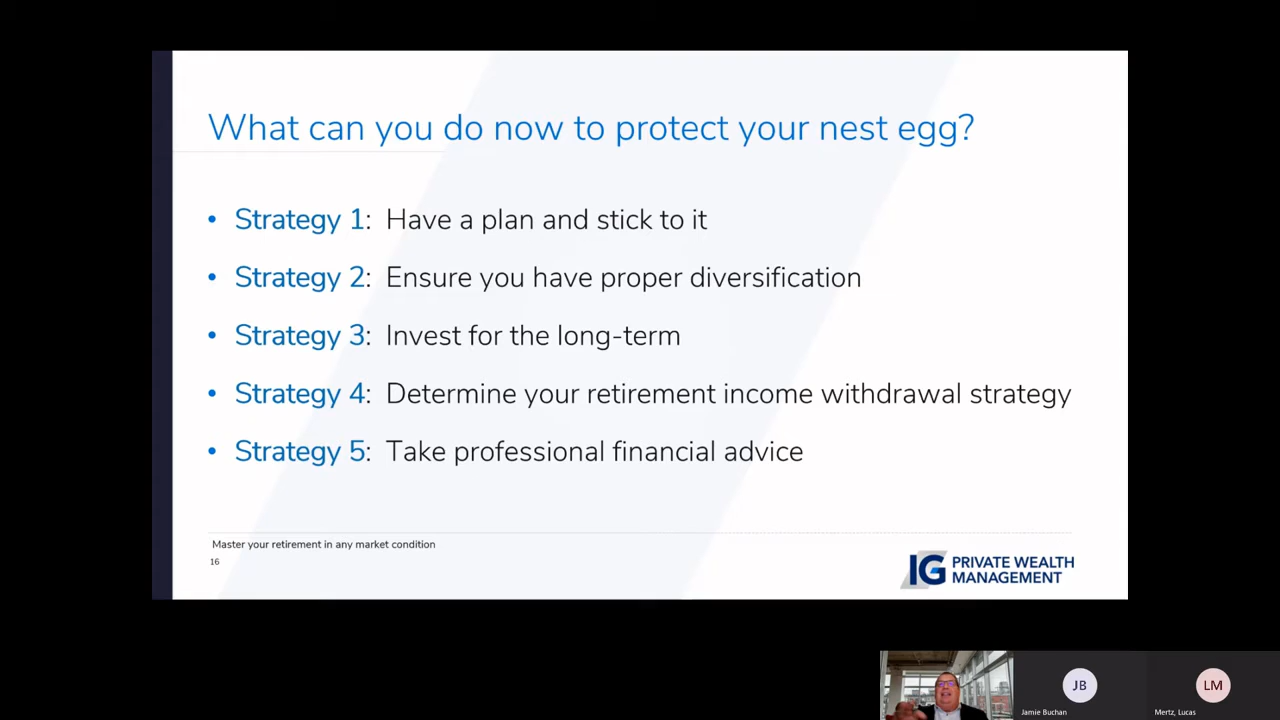 What can you do now to protect your nest egg?
• Strategy 1: Have a plan and stick to it
• Strategy 2: Ensure you have proper diversification
• Strategy 3: Invest for the long-term
• Strategy 4: Determine your retirement income withdrawal strategy
• Strategy 5: Take professional financial advice
Master your retirement in any market condition
16
IG PRIVATE WEALTH
MANAGEMENT
JB
LM
Jamie Buchan
Mertz, Lucas